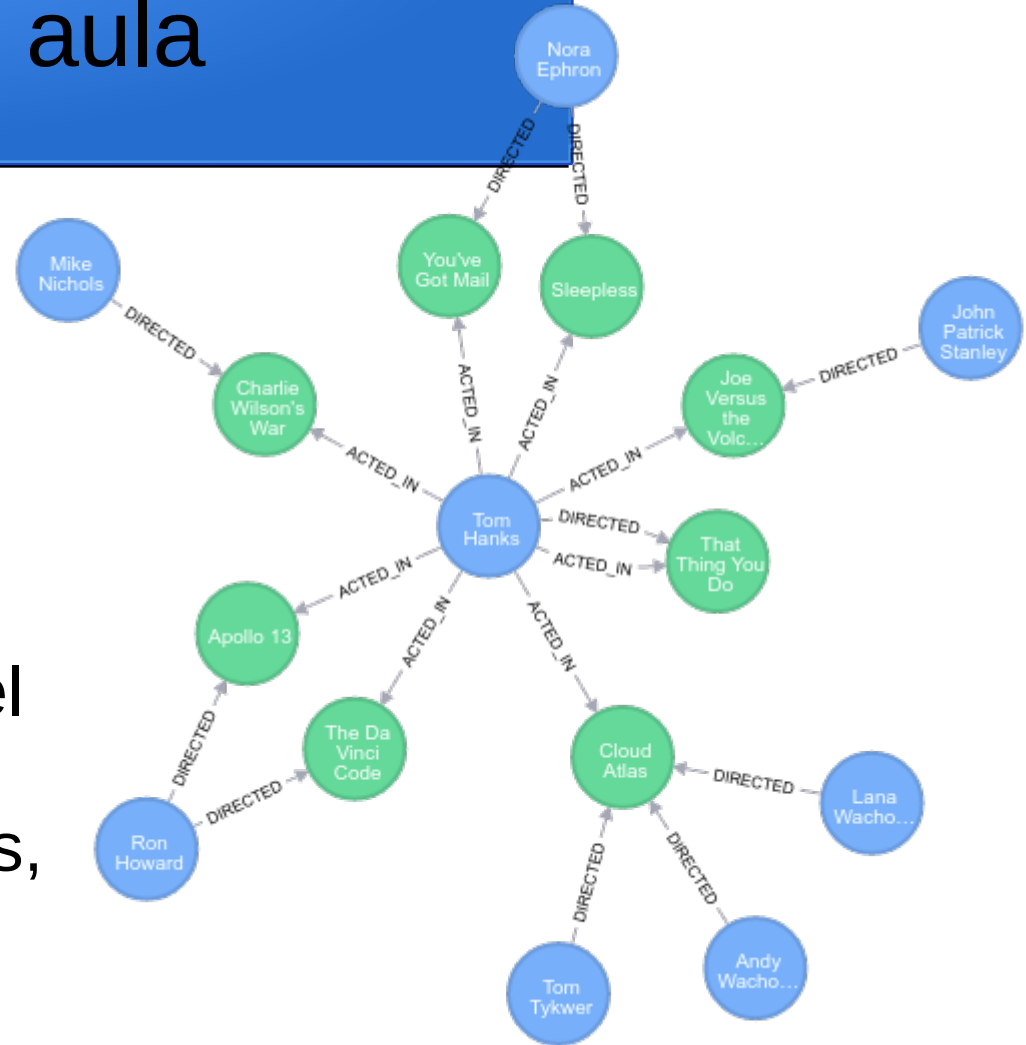 aula
Nora
Ephron
DIRECTED
DIRECTED
Mike
Nichols
DIRECTED
You've
Got Mail
Sleepless
John
Patrick
Stanley
DIRECTED
Charlie
Wilson's
War
Joe
Versus
the
Volc...
ACTED_IN
ACTED_IN
ACTED_IN
ACTED_IN
Tom
Hanks
DIRECTED
ACTED_IN
That
Thing You
Do
ACTED_IN
ACTED_IN
ACTED_IN
Apollo 13
el
DIRECTED
The Da
Vinci
Code
DIRECTED
Cloud
Atlas
DIRECTED
Lana
Wacho...
s,
Ron
Howard
DIRECTED
DIRECTED
Tom
Tykwer
Andy
Wacho...